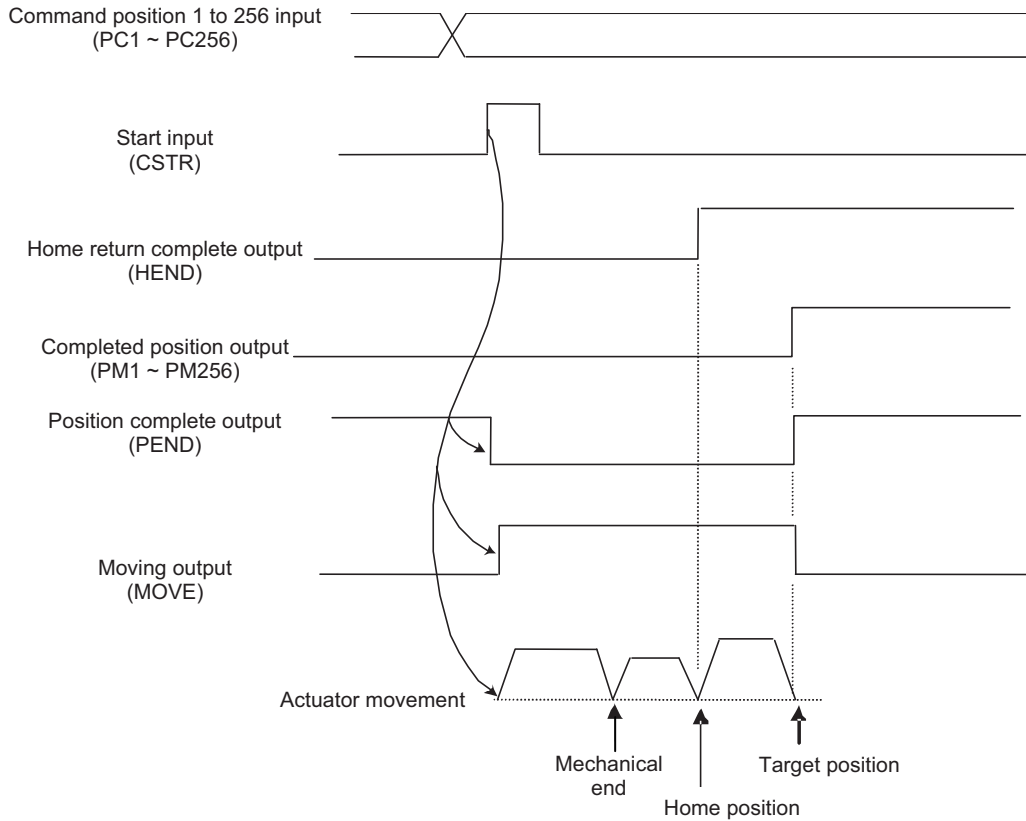 Command position 1 to 256 input
(PC1 ~ PC256)
Start input
(CSTR)
Home return complete output
(HEND)
Completed position output
(PM1 ~ PM256)
Position complete output
(PEND)
Moving output
(MOVE)
Actuator movement
Mechanical
end
Target position
Home position